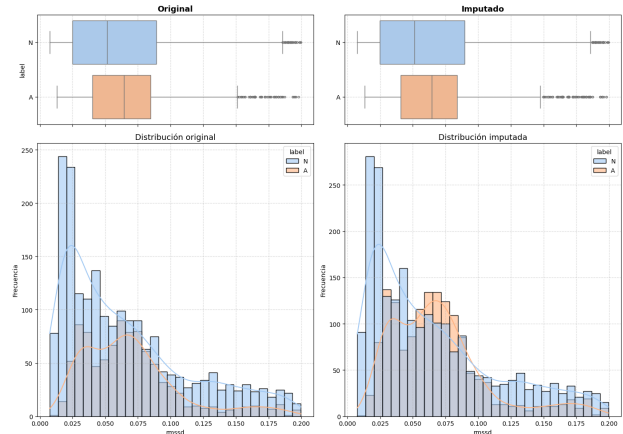 Original
Imputado
N
A
label
N
A
Distribución original
Distribución imputada
label
N
A
label
N
A
Frecuencia
250
200
150
100
50
0
Frecuencia
300
250
200
150
100
50
0
0.000 0.025 0.050 0.075 0.100 0.125 0.150 0.175 0.200
rmssd
0.000 0.025 0.050 0.075 0.100 0.125 0.150 0.175 0.200
rmssd